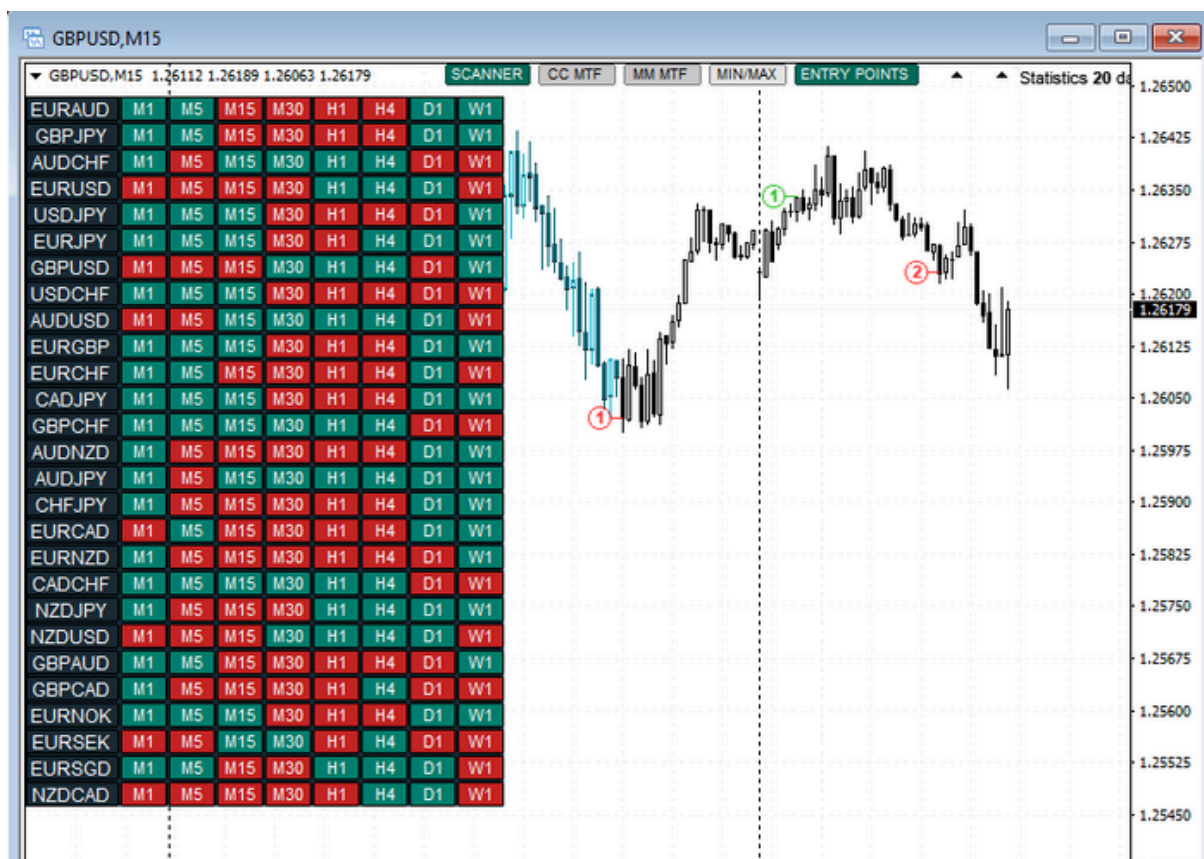 GBPUSD,M15
GBPUSD,M15 1.26112 1.26189 1.26063 1.26179 SCANNER CC MTF MM MTF MIN/MAX ENTRY POINTS Statistics 20 da
1.26500
EURAUD M1 M5 M15 M30 H1 H4 D1 W1
GBPJPY M1 M5 M15 M30 H1 H4 D1 W1
1.26425
AUDCHF M1 M5 M15 M30 H1 H4 D1 W1
EURUSD M1 M5 M15 M30 H1 H4 D1 W1
1 1.26350
USDJPY M1 M5 M15 M30 H1 H4 D1 W1
EURJPY M1 M5 M15 M30 H1 H4 D1 W1
1.26275
GBPUSD M1 M5 M15 M30 H1 H4 D1 W1
2
USDCHF M1 M5 M15 M30 H1 H4 D1 W1
1.26200
1.26179
AUDUSD M1 M5 M15 M30 H1 H4 D1 W1
EURGBP M1 M5 M15 M30 H1 H4 D1 W1
1.26125
EURCHF M1 M5 M15 M30 H1 H4 D1 W1
CADJPY M1 M5 M15 M30 H1 H4 D1 W1
1.26050
1
GBPCHF M1 M5 M15 M30 H1 H4 D1 W1
AUDNZD M1 M5 M15 M30 H1 H4 D1 W1
1.25975
AUDJPY M1 M5 M15 M30 H1 H4 D1 W1
CHFJPY M1 M5 M15 M30 H1 H4 D1 W1
1.25900
EURCAD M1 M5 M15 M30 H1 H4 D1 W1
EURNZD M1 M5 M15 M30 H1 H4 D1 W1
1.25825
CADCHF M1 M5 M15 M30 H1 H4 D1 W1
NZDJPY M1 M5 M15 M30 H1 H4 D1 W1
1.25750
NZDUSD M1 M5 M15 M30 H1 H4 D1 W1
GBPAUD M1 M5 M15 M30 H1 H4 D1 W1
1.25675
GBPCAD M1 M5 M15 M30 H1 H4 D1 W1
EURNOK M1 M5 M15 M30 H1 H4 D1 W1
1.25600
EURSEK M1 M5 M15 M30 H1 H4 D1 W1
EURSGD M1 M5 M15 M30 H1 H4 D1 W1
1.25525
NZDCAD M1 M5 M15 M30 H1 H4 D1 W1
1.25450